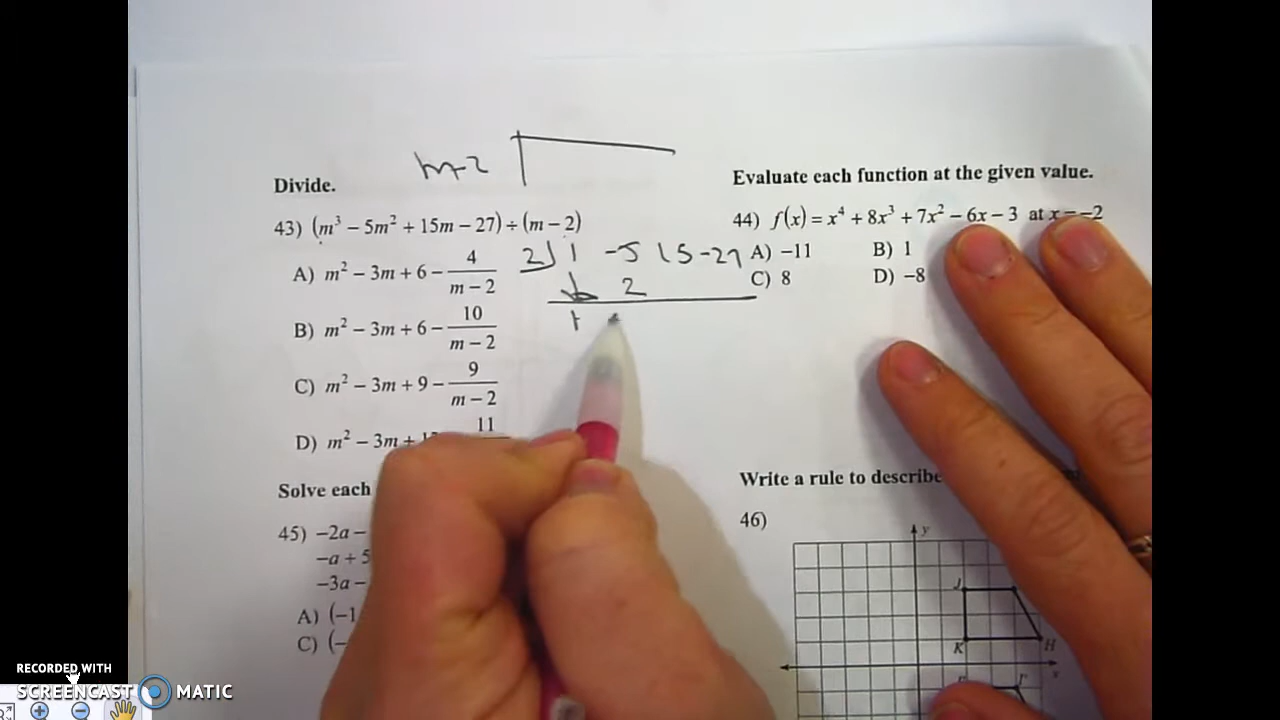 m-2
Divide.
43) (m³ − 5m² + 15m − 27) ÷ (m − 2)
2 1 -5 15 -27
2
1
A) m² − 3m + 6 − 4/(m − 2)
B) m² − 3m + 6 − 10/(m − 2)
C) m² − 3m + 9 − 9/(m − 2)
D) m² − 3m + 11
Solve each
45) −2a −
−a + 5
−3a −
A) (−1
C) (−
Evaluate each function at the given value.
44) f(x) = x⁴ + 8x³ + 7x² − 6x − 3 at x = −2
A) −11 B) 1
C) 8 D) −8
Write a rule to describe
46)
y
J
K H
x
RECORDED WITH
SCREENCAST MATIC